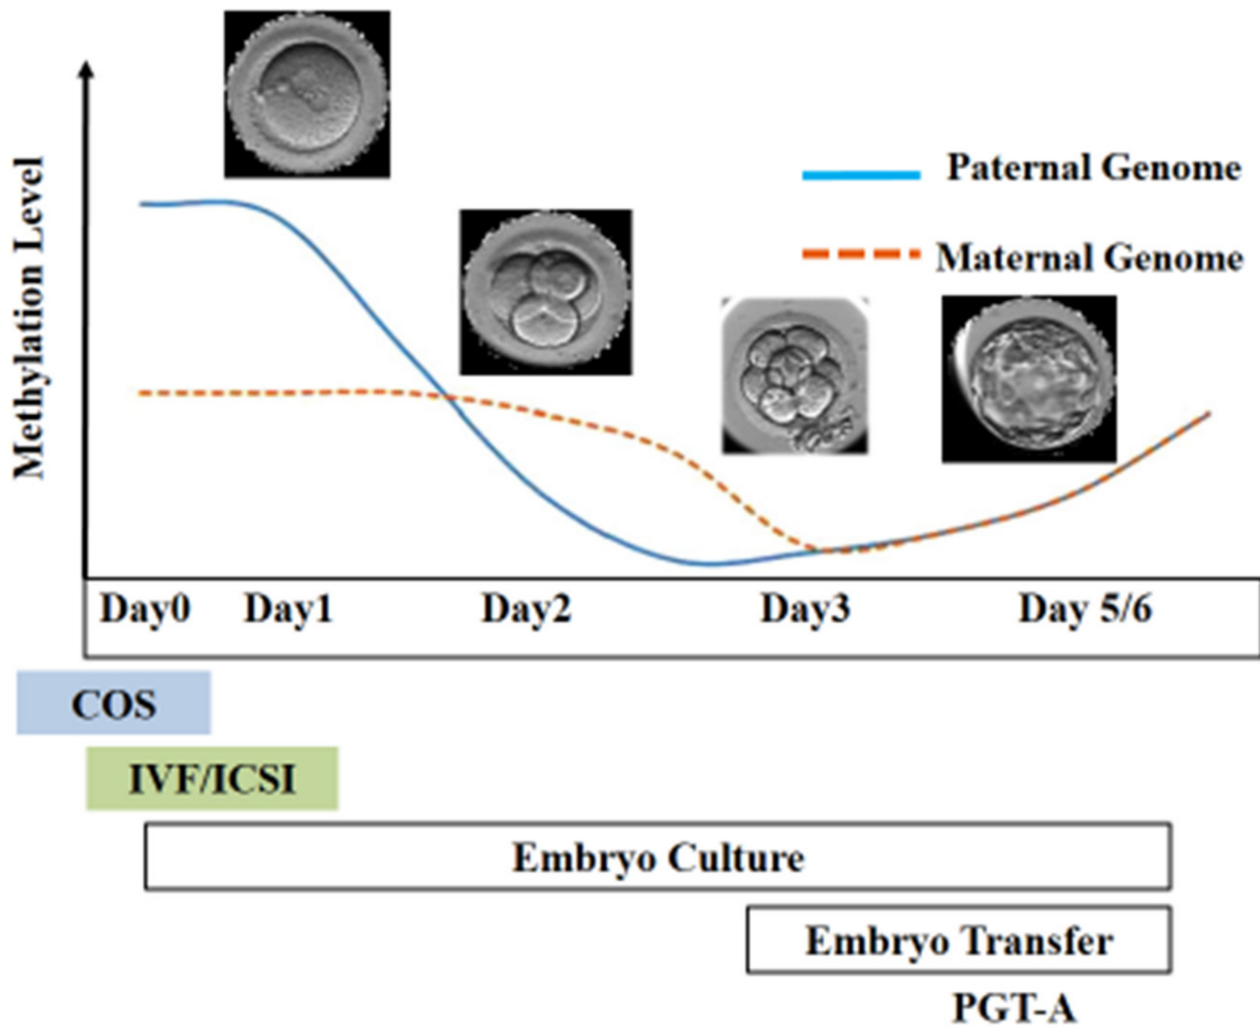 Methylation Level
Paternal Genome
Maternal Genome
Day0 Day1 Day2 Day3 Day 5/6
COS
IVF/ICSI
Embryo Culture
Embryo Transfer
PGT-A